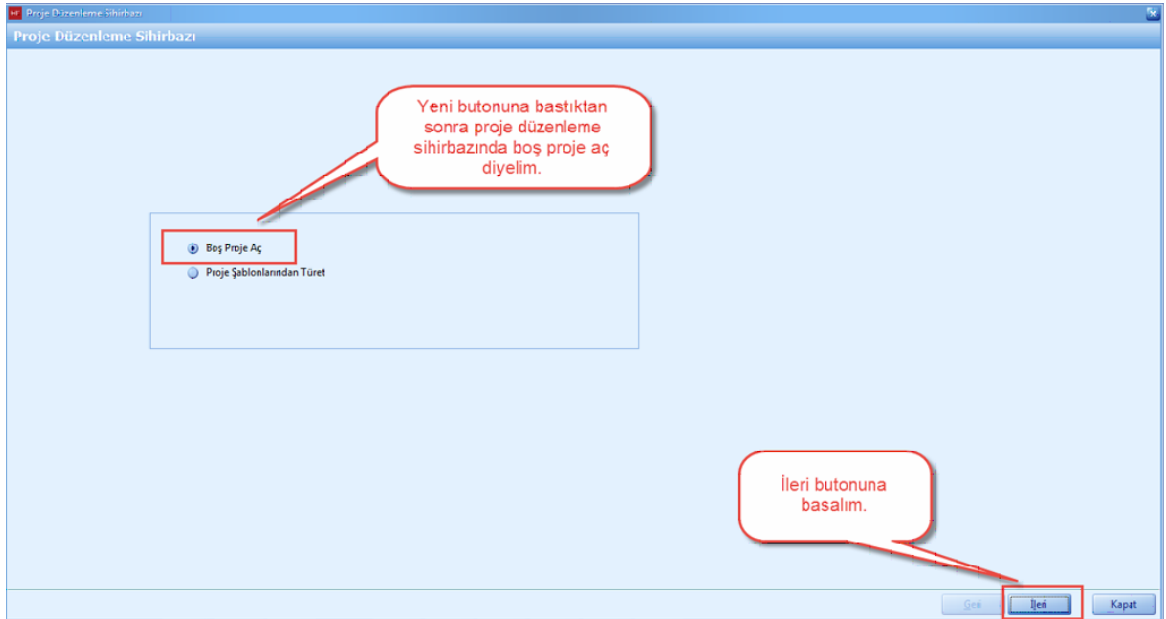 Proje Düzenleme Sihirbazı
Proje Düzenleme Sihirbazı
Yeni butonuna bastıktan
sonra proje düzenleme
sihirbazında boş proje aç
diyelim.
Boş Proje Aç
Proje Şablonlarından Türet
İleri butonuna
basalım.
Geri
İleri
Kapat